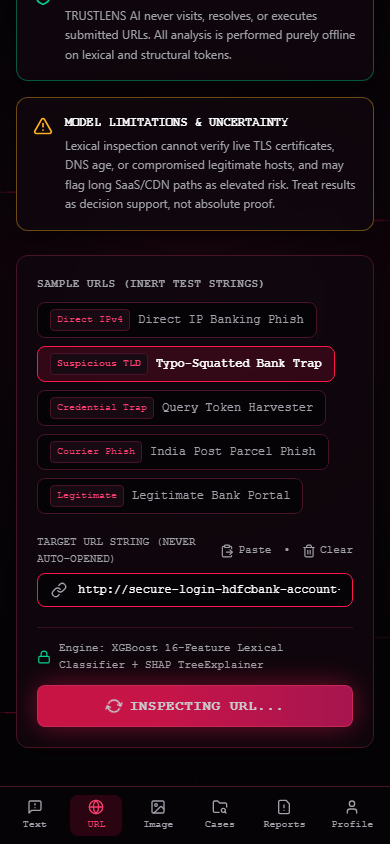 TRUSTLENS AI never visits, resolves, or executes
submitted URLs. All analysis is performed purely offline
on lexical and structural tokens.
MODEL LIMITATIONS & UNCERTAINTY
Lexical inspection cannot verify live TLS certificates,
DNS age, or compromised legitimate hosts, and may
flag long SaaS/CDN paths as elevated risk. Treat results
as decision support, not absolute proof.
SAMPLE URLS (INERT TEST STRINGS)
Direct IPv4 Direct IP Banking Phish
Suspicious TLD Typo-Squatted Bank Trap
Credential Trap Query Token Harvester
Courier Phish India Post Parcel Phish
Legitimate Legitimate Bank Portal
TARGET URL STRING (NEVER
AUTO-OPENED)
Paste • Clear
http://secure-login-hdfcbank-account-
Engine: XGBoost 16-Feature Lexical
Classifier + SHAP TreeExplainer
INSPECTING URL...
Text URL Image Cases Reports Profile